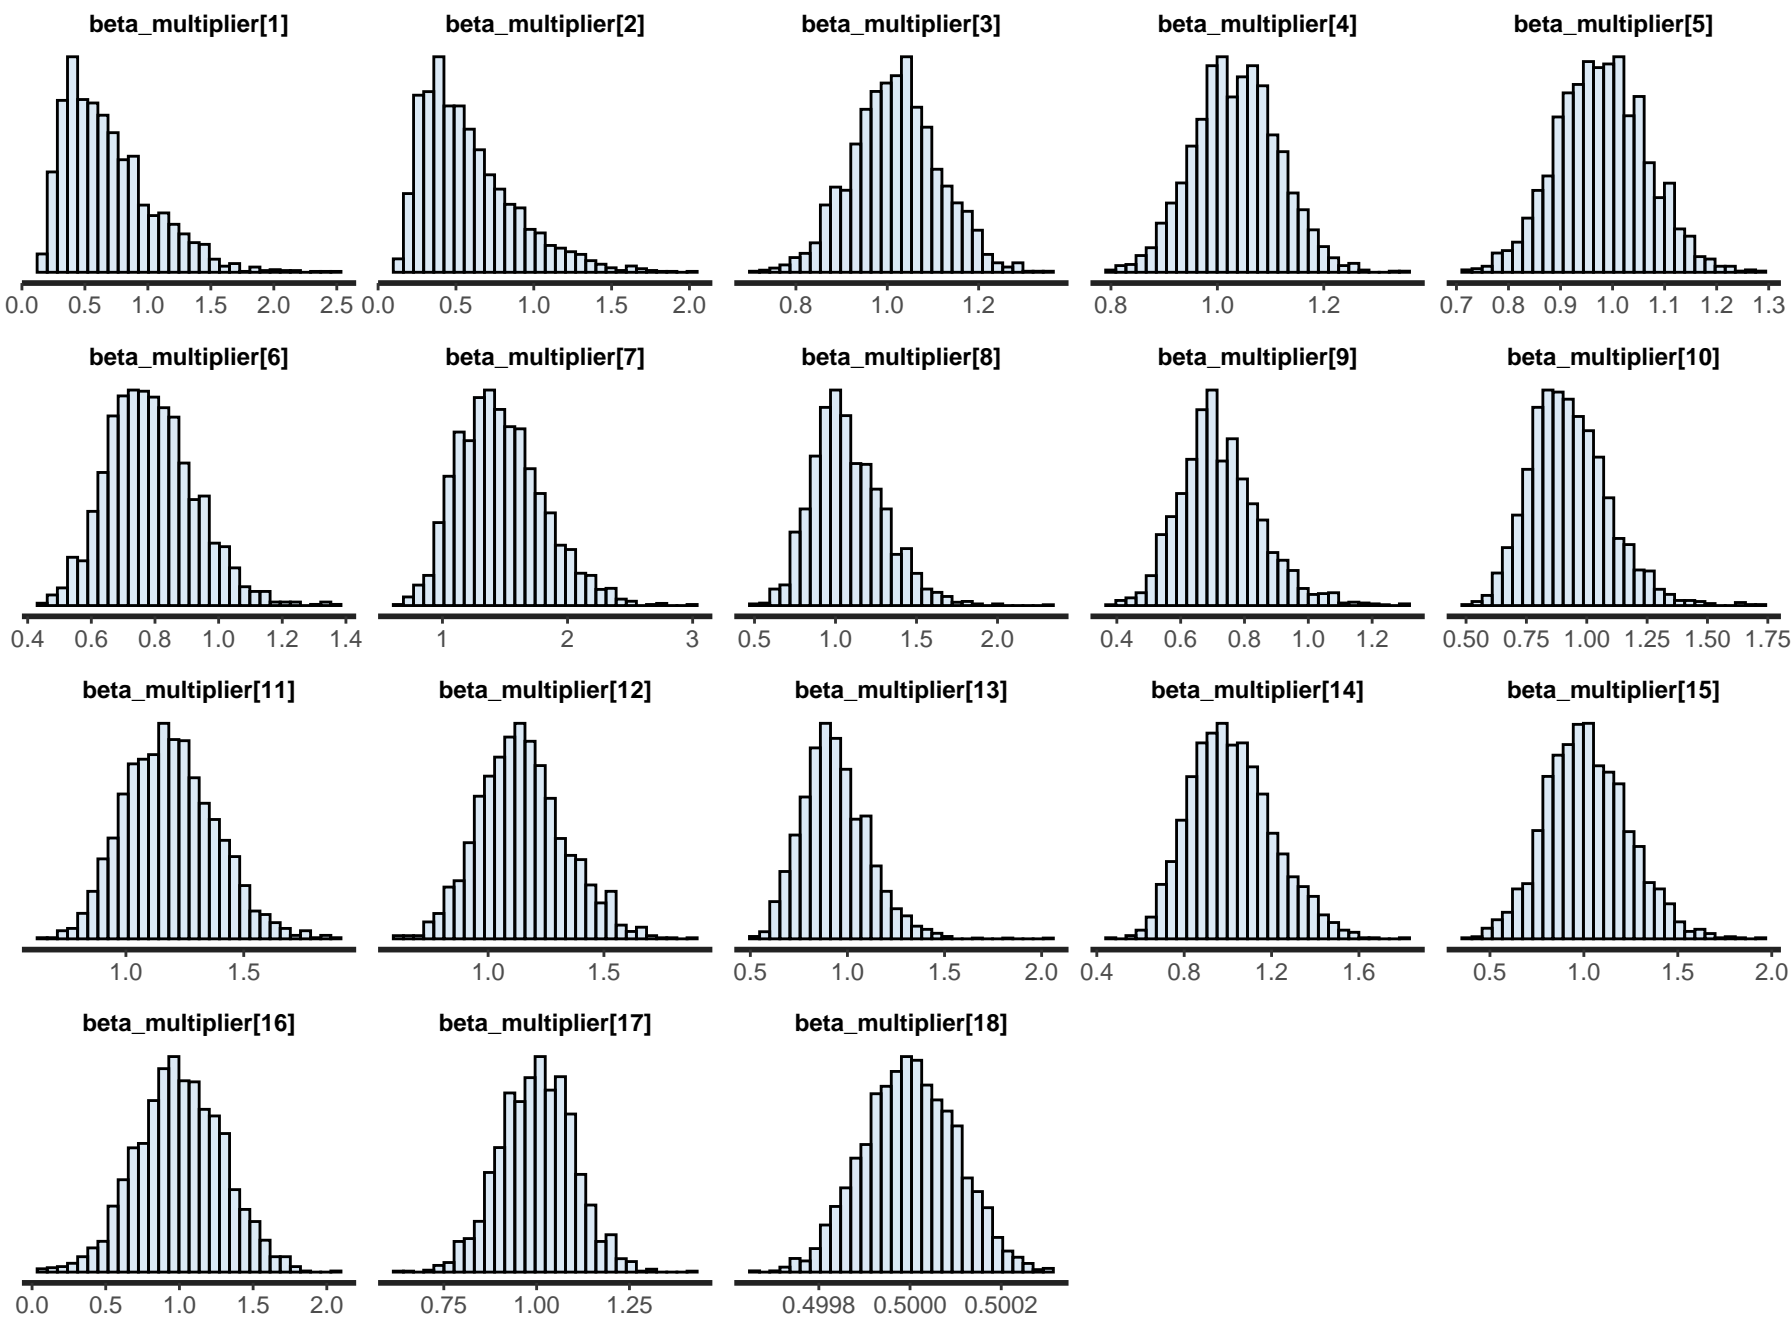 beta_multiplier[1] beta_multiplier[2] beta_multiplier[3] beta_multiplier[4] beta_multiplier[5]
0.0 0.5 1.0 1.5 2.0 2.5 0.0 0.5 1.0 1.5 2.0 0.8 1.0 1.2 0.8 1.0 1.2 0.7 0.8 0.9 1.0 1.1 1.2 1.3
beta_multiplier[6] beta_multiplier[7] beta_multiplier[8] beta_multiplier[9] beta_multiplier[10]
0.4 0.6 0.8 1.0 1.2 1.4 1 2 3 0.5 1.0 1.5 2.0 0.4 0.6 0.8 1.0 1.2 0.50 0.75 1.00 1.25 1.50 1.75
beta_multiplier[11] beta_multiplier[12] beta_multiplier[13] beta_multiplier[14] beta_multiplier[15]
1.0 1.5 1.0 1.5 0.5 1.0 1.5 2.0 0.4 0.8 1.2 1.6 0.5 1.0 1.5 2.0
beta_multiplier[16] beta_multiplier[17] beta_multiplier[18]
0.0 0.5 1.0 1.5 2.0 0.75 1.00 1.25 0.4998 0.5000 0.5002